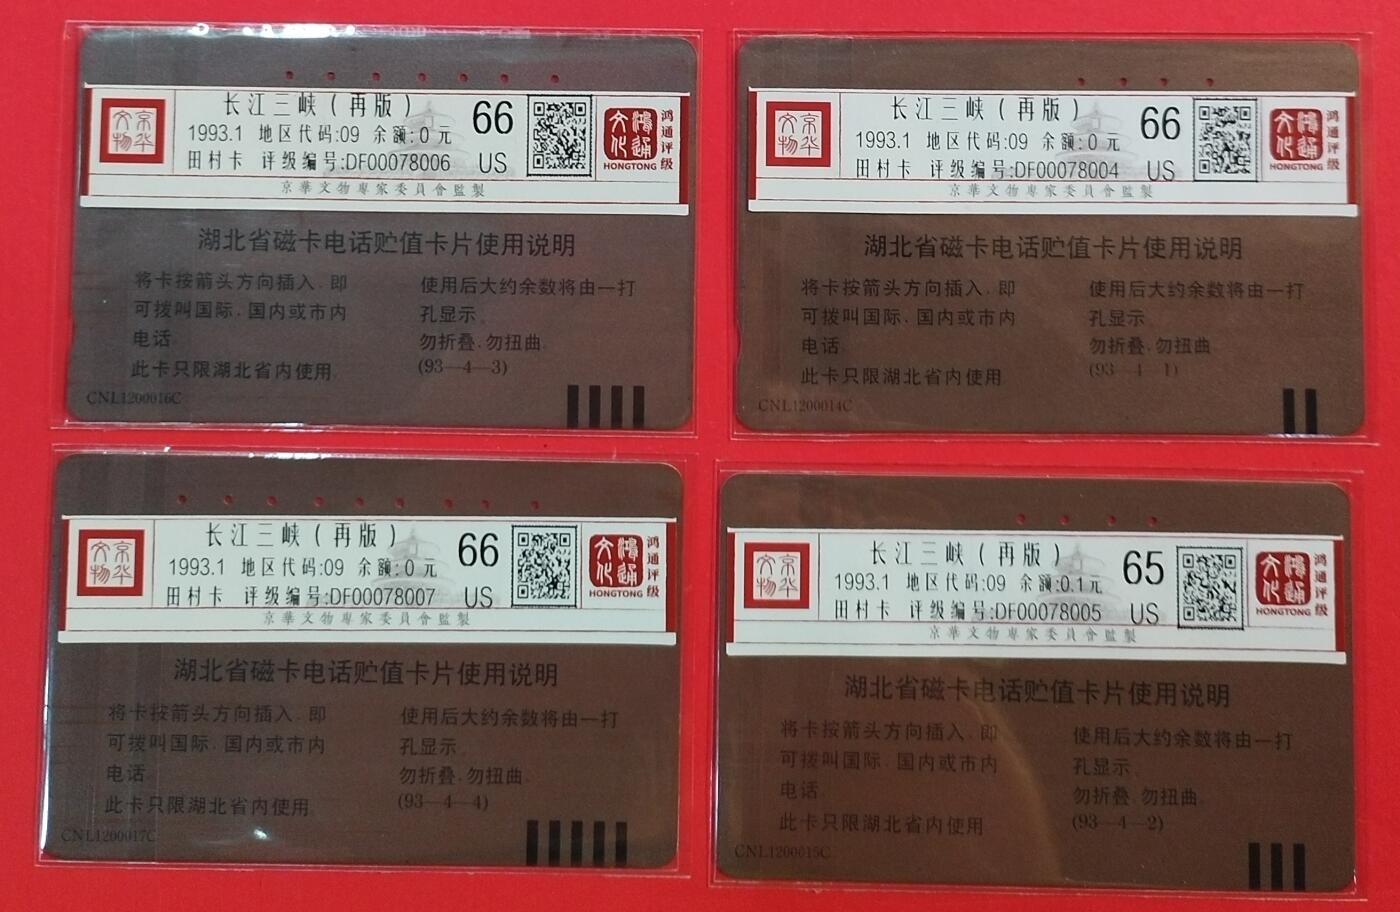 京华文物
长江三峡(再版)
1993.1 地区代码:09 余额:0元
田村卡 评级编号:DF00078006
66
US
鸿通文化
HONGTONG
鸿通评级
京華文物專家委員會監製
湖北省磁卡电话贮值卡片使用说明
将卡按箭头方向插入.即
可拨叫国际.国内或市内
电话.
此卡只限湖北省内使用.
使用后大约余数将由一打
孔显示.
勿折叠.勿扭曲.
(93—4—3)
CNL1200016C
京华文物
长江三峡(再版)
1993.1 地区代码:09 余额:0元
田村卡 评级编号:DF00078004
66
US
鸿通文化
HONGTONG
鸿通评级
京華文物專家委員會監製
湖北省磁卡电话贮值卡片使用说明
将卡按箭头方向插入.即
可拨叫国际.国内或市内
电话.
此卡只限湖北省内使用
使用后大约余数将由一打
孔显示.
勿折叠.勿扭曲.
(93—4—1)
CNL1200014C
京华文物
长江三峡(再版)
1993.1 地区代码:09 余额:0元
田村卡 评级编号:DF00078007
66
US
鸿通文化
HONGTONG
鸿通评级
京華文物專家委員會監製
湖北省磁卡电话贮值卡片使用说明
将卡按箭头方向插入.即
可拨叫国际.国内或市内
电话.
此卡只限湖北省内使用.
使用后大约余数将由一打
孔显示.
勿折叠.勿扭曲.
(93—4—4)
CNL1200017C
京华文物
长江三峡(再版)
1993.1 地区代码:09 余额:0.1元
田村卡 评级编号:DF00078005
65
US
鸿通文化
HONGTONG
鸿通评级
京華文物專家委員會監製
湖北省磁卡电话贮值卡片使用说明
将卡按箭头方向插入.即
可拨叫国际.国内或市内
电话.
此卡只限湖北省内使用
使用后大约余数将由一打
孔显示.
勿折叠.勿扭曲.
(93—4—2)
CNL1200015C